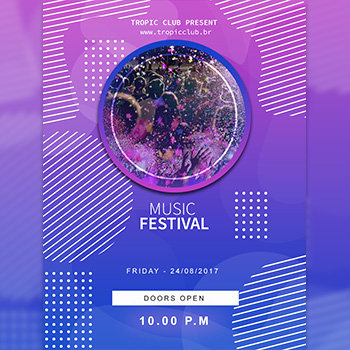 TROPIC CLUB PRESENT
www.tropicclub.br
MUSIC
FESTIVAL
FRIDAY - 24/08/2017
DOORS OPEN
10.00 P.M